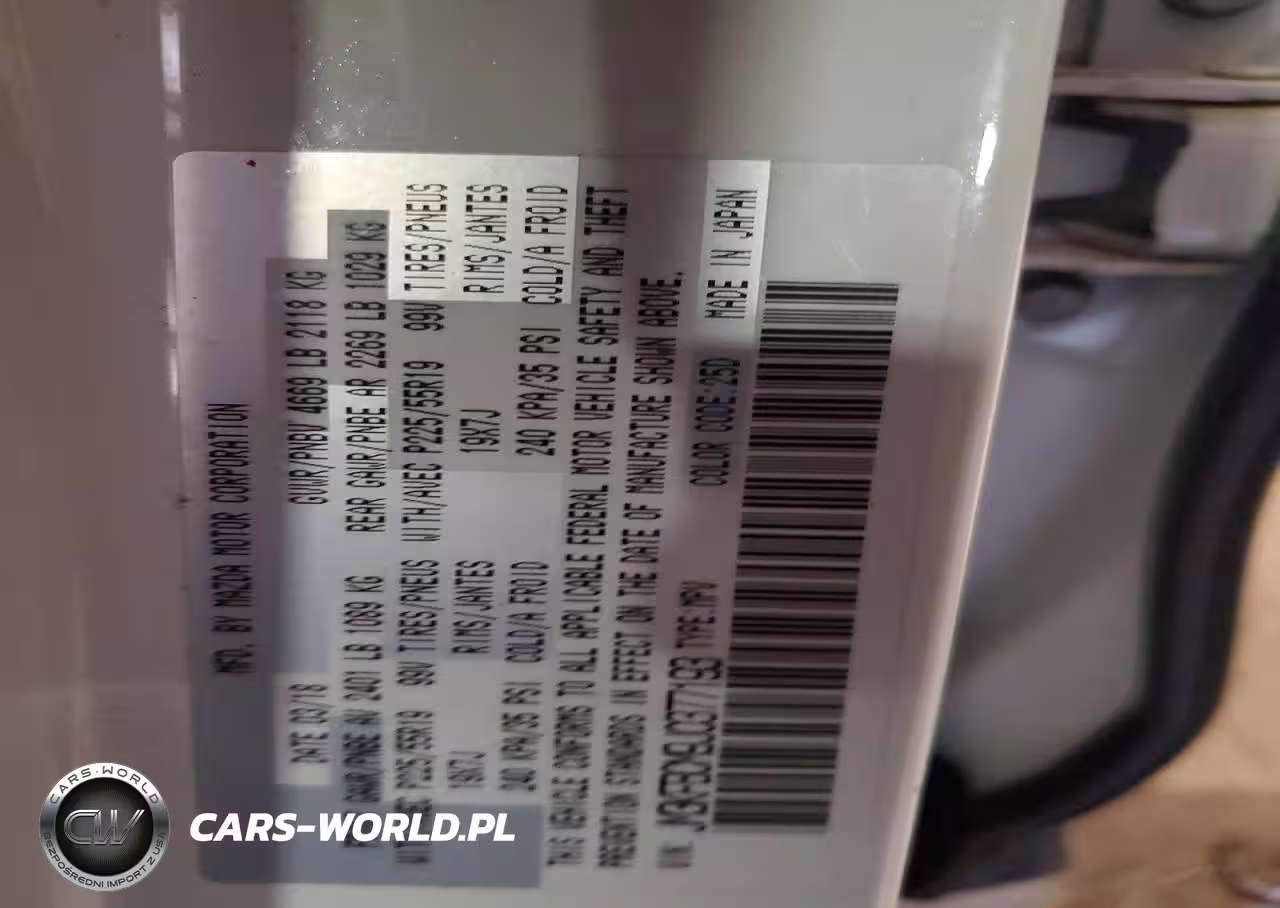 MFD. BY MAZDA MOTOR CORPORATION
DATE 03/18 GVWR/PNBV 4669 LB 2118 KG
GAWR/PNBE AV 2401 LB 1089 KG REAR GAWR/PNBE AR 2269 LB 1029 KG
P225/55R19 99V TIRES/PNEUS WITH/AVEC P225/55R19 99V TIRES/PNEUS
19X7J RIMS/JANTES 19X7J RIMS/JANTES
240 KPA/35 PSI COLD/A FROID 240 KPA/35 PSI COLD/A FROID
THIS VEHICLE CONFORMS TO ALL APPLICABLE FEDERAL MOTOR VEHICLE SAFETY AND THEFT
PREVENTION STANDARDS IN EFFECT ON THE DATE OF MANUFACTURE SHOWN ABOVE.
VIN. TYPE:MPV COLOR CODE:25D MADE IN JAPAN
CARS-WORLD
CW
BEZPOŚREDNI IMPORT Z USA
CARS-WORLD.PL